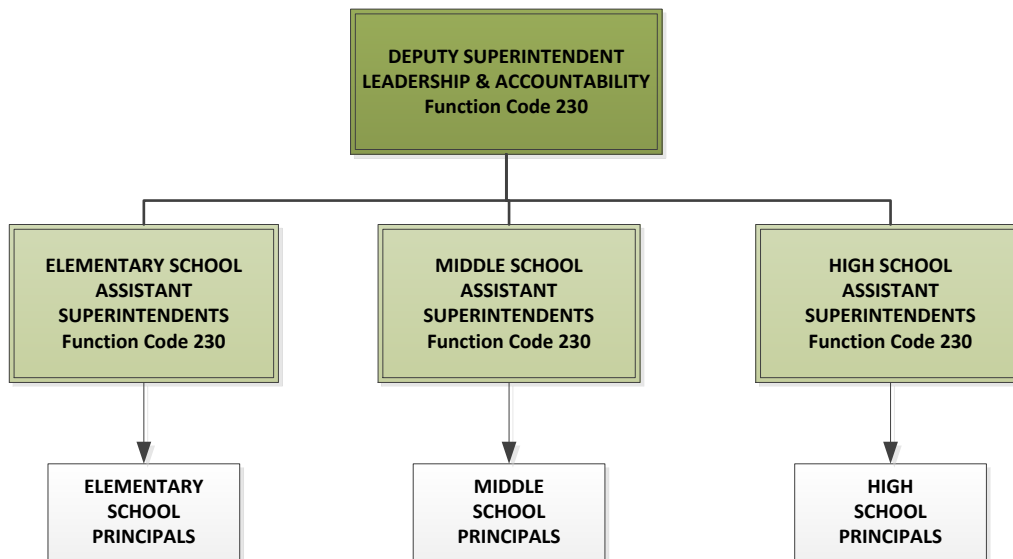 DEPUTY SUPERINTENDENT
LEADERSHIP & ACCOUNTABILITY
Function Code 230
ELEMENTARY SCHOOL
ASSISTANT
SUPERINTENDENTS
Function Code 230
MIDDLE SCHOOL
ASSISTANT
SUPERINTENDENTS
Function Code 230
HIGH SCHOOL
ASSISTANT
SUPERINTENDENTS
Function Code 230
ELEMENTARY
SCHOOL
PRINCIPALS
MIDDLE
SCHOOL
PRINCIPALS
HIGH
SCHOOL
PRINCIPALS